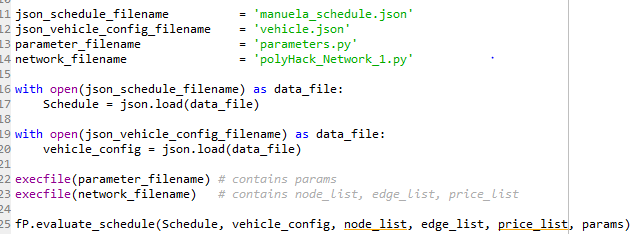 11 json_schedule_filename = 'manuela_schedule.json'
12 json_vehicle_config_filename = 'vehicle.json'
13 parameter_filename = 'parameters.py'
14 network_filename = 'polyHack_Network_1.py'
15
16 with open(json_schedule_filename) as data_file:
17     Schedule = json.load(data_file)
18
19 with open(json_vehicle_config_filename) as data_file:
20     vehicle_config = json.load(data_file)
21
22 execfile(parameter_filename) # contains params
23 execfile(network_filename)   # contains node_list, edge_list, price_list
24
25 fP.evaluate_schedule(Schedule, vehicle_config, node_list, edge_list, price_list, params)